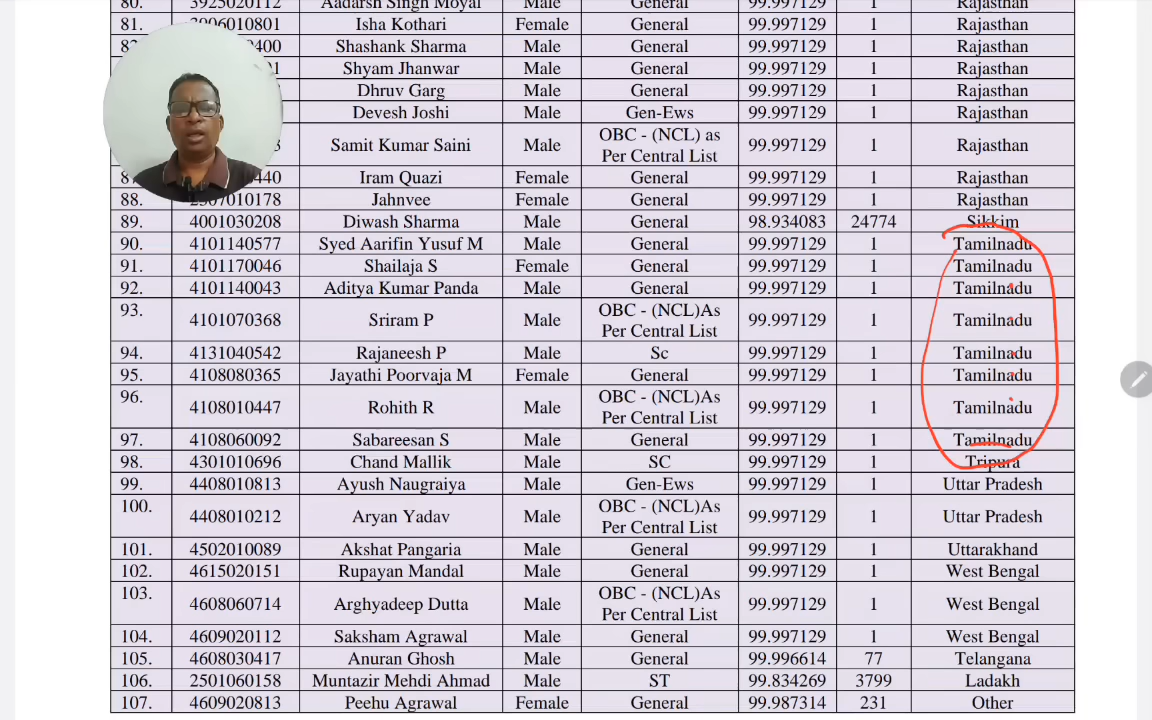 80. 3925020112 Aadarsh Singh Moyal Male General 99.997129 1 Rajasthan
81. 3906010801 Isha Kothari Female General 99.997129 1 Rajasthan
Shashank Sharma Male General 99.997129 1 Rajasthan
Shyam Jhanwar Male General 99.997129 1 Rajasthan
Dhruv Garg Male General 99.997129 1 Rajasthan
Devesh Joshi Male Gen-Ews 99.997129 1 Rajasthan
Samit Kumar Saini Male OBC - (NCL) as Per Central List 99.997129 1 Rajasthan
Iram Quazi Female General 99.997129 1 Rajasthan
88. Jahnvee Female General 99.997129 1 Rajasthan
89. 4001030208 Diwash Sharma Male General 98.934083 24774 Sikkim
90. 4101140577 Syed Aarifin Yusuf M Male General 99.997129 1 Tamilnadu
91. 4101170046 Shailaja S Female General 99.997129 1 Tamilnadu
92. 4101140043 Aditya Kumar Panda Male General 99.997129 1 Tamilnadu
93. 4101070368 Sriram P Male OBC - (NCL)As Per Central List 99.997129 1 Tamilnadu
94. 4131040542 Rajaneesh P Male Sc 99.997129 1 Tamilnadu
95. 4108080365 Jayathi Poorvaja M Female General 99.997129 1 Tamilnadu
96. 4108010447 Rohith R Male OBC - (NCL)As Per Central List 99.997129 1 Tamilnadu
97. 4108060092 Sabareesan S Male General 99.997129 1 Tamilnadu
98. 4301010696 Chand Mallik Male SC 99.997129 1 Tripura
99. 4408010813 Ayush Naugraiya Male Gen-Ews 99.997129 1 Uttar Pradesh
100. 4408010212 Aryan Yadav Male OBC - (NCL)As Per Central List 99.997129 1 Uttar Pradesh
101. 4502010089 Akshat Pangaria Male General 99.997129 1 Uttarakhand
102. 4615020151 Rupayan Mandal Male General 99.997129 1 West Bengal
103. 4608060714 Arghyadeep Dutta Male OBC - (NCL)As Per Central List 99.997129 1 West Bengal
104. 4609020112 Saksham Agrawal Male General 99.997129 1 West Bengal
105. 4608030417 Anuran Ghosh Male General 99.996614 77 Telangana
106. 2501060158 Muntazir Mehdi Ahmad Male ST 99.834269 3799 Ladakh
107. 4609020813 Peehu Agrawal Female General 99.987314 231 Other